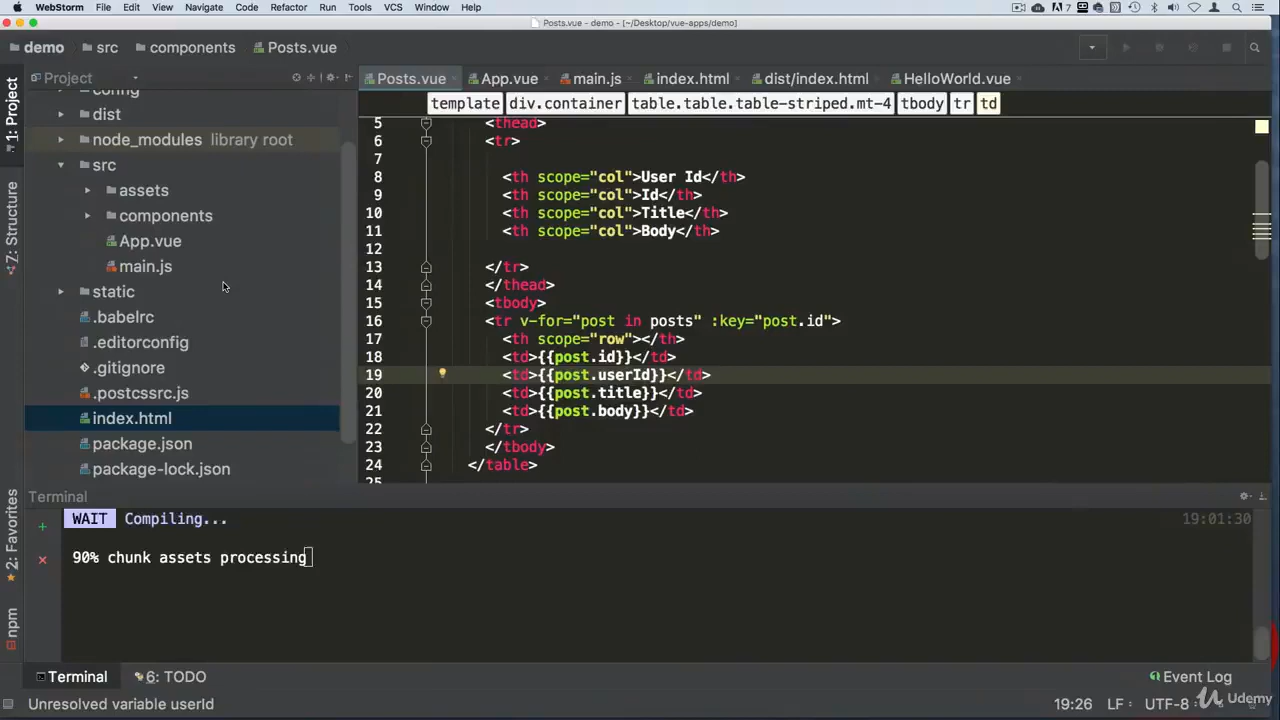 WebStorm File Edit View Navigate Code Refactor Run Tools VCS Window Help 7
Posts.vue - demo - [~/Desktop/vue-apps/demo]
demo src components Posts.vue
Project
Posts.vue App.vue main.js index.html dist/index.html HelloWorld.vue
template div.container table.table.table-striped.mt-4 tbody tr td
1: Project
7: Structure
2: Favorites
npm
config
dist
node_modules library root
src
assets
components
App.vue
main.js
static
.babelrc
.editorconfig
.gitignore
.postcssrc.js
index.html
package.json
package-lock.json
5 <thead>
6 <tr>
7
8 <th scope="col">User Id</th>
9 <th scope="col">Id</th>
10 <th scope="col">Title</th>
11 <th scope="col">Body</th>
12
13 </tr>
14 </thead>
15 <tbody>
16 <tr v-for="post in posts" :key="post.id">
17 <th scope="row"></th>
18 <td>{{post.id}}</td>
19 <td>{{post.userId}}</td>
20 <td>{{post.title}}</td>
21 <td>{{post.body}}</td>
22 </tr>
23 </tbody>
24 </table>
25
Terminal
WAIT Compiling... 19:01:30
90% chunk assets processing
Terminal 6: TODO Event Log
Unresolved variable userId 19:26 LF: UTF-8
Udemy